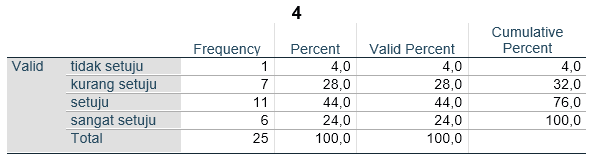 4
Frequency Percent Valid Percent Cumulative Percent
Valid tidak setuju 1 4,0 4,0 4,0
kurang setuju 7 28,0 28,0 32,0
setuju 11 44,0 44,0 76,0
sangat setuju 6 24,0 24,0 100,0
Total 25 100,0 100,0